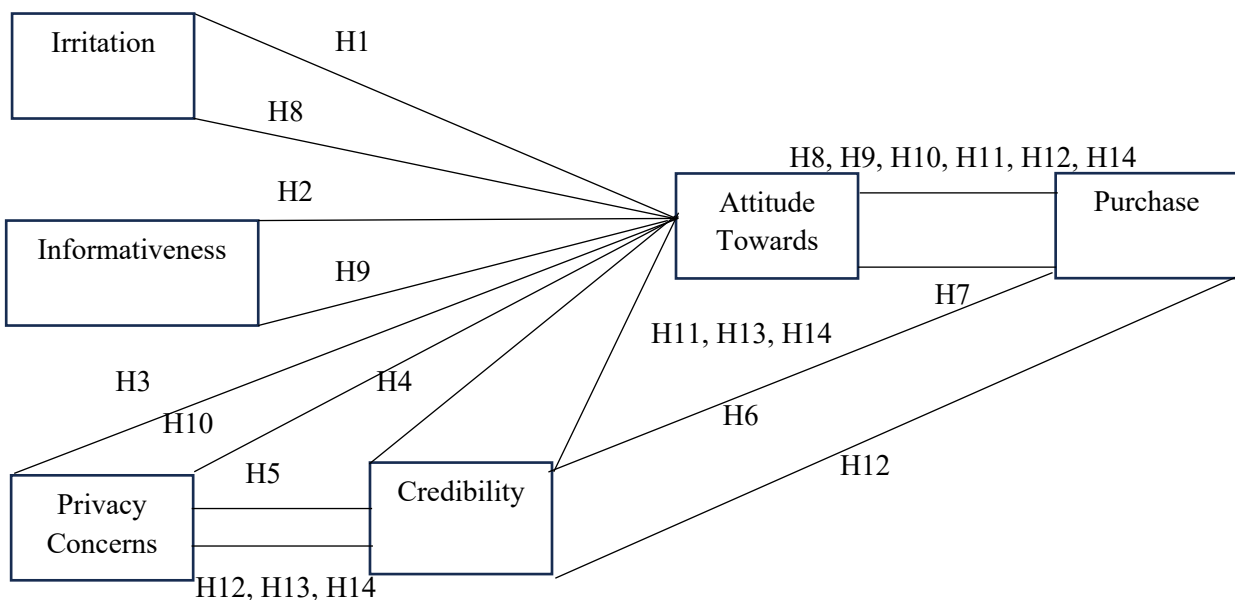 Irritation
H1
H8
H8, H9, H10, H11, H12, H14
H2
Attitude
Towards
Purchase
Informativeness
H9
H7
H11, H13, H14
H3
H4
H10
H6
H5
H12
Privacy
Concerns
Credibility
H12, H13, H14